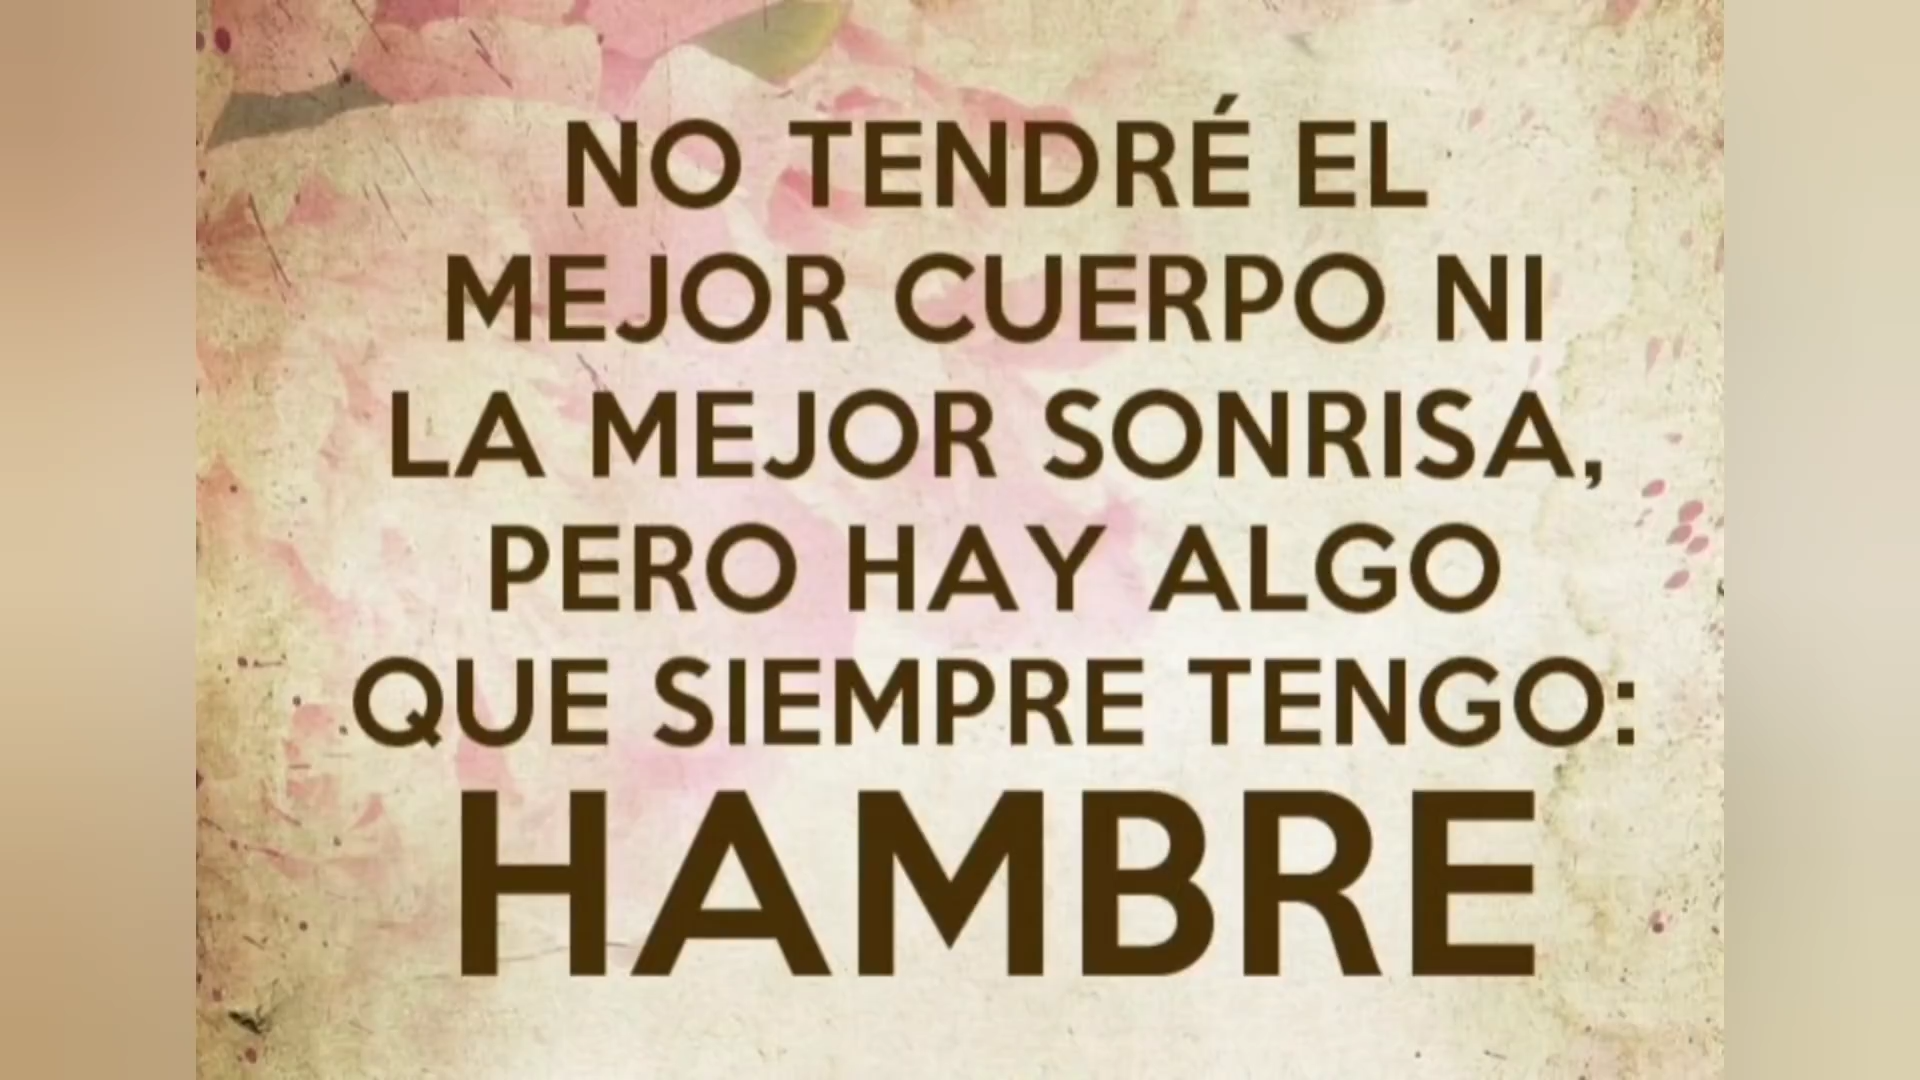 NO TENDRÉ EL
MEJOR CUERPO NI
LA MEJOR SONRISA,
PERO HAY ALGO
QUE SIEMPRE TENGO:
HAMBRE